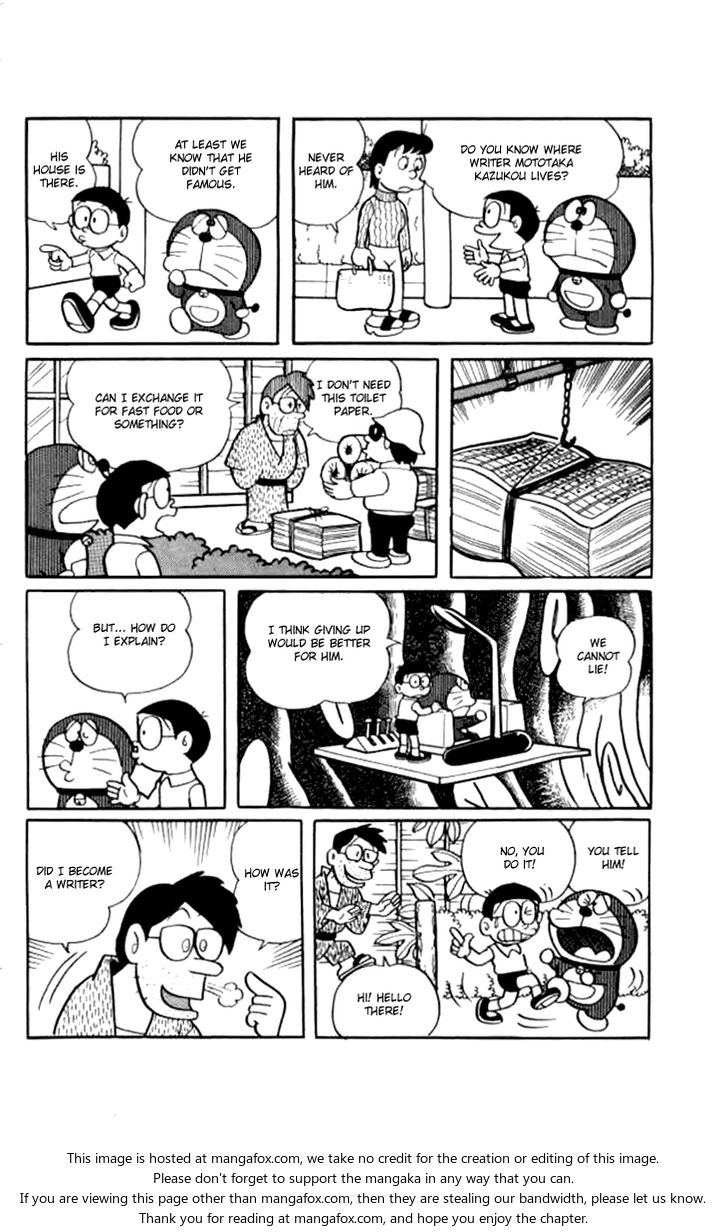 DO YOU KNOW WHERE
WRITER MOTOTAKA
KAZUKOU LIVES?
NEVER
HEARD OF
HIM.
AT LEAST WE
KNOW THAT HE
DIDN'T GET
FAMOUS.
HIS
HOUSE IS
THERE.
I DON'T NEED
THIS TOILET
PAPER.
CAN I EXCHANGE IT
FOR FAST FOOD OR
SOMETHING?
WE
CANNOT
LIE!
I THINK GIVING UP
WOULD BE BETTER
FOR HIM.
BUT... HOW DO
I EXPLAIN?
YOU TELL
HIM!
NO, YOU
DO IT!
HI! HELLO
THERE!
HOW WAS
IT?
DID I BECOME
A WRITER?
This image is hosted at mangafox.com, we take no credit for the creation or editing of this image.
Please don't forget to support the mangaka in any way that you can.
If you are viewing this page other than mangafox.com, then they are stealing our bandwidth, please let us know.
Thank you for reading at mangafox.com, and hope you enjoy the chapter.